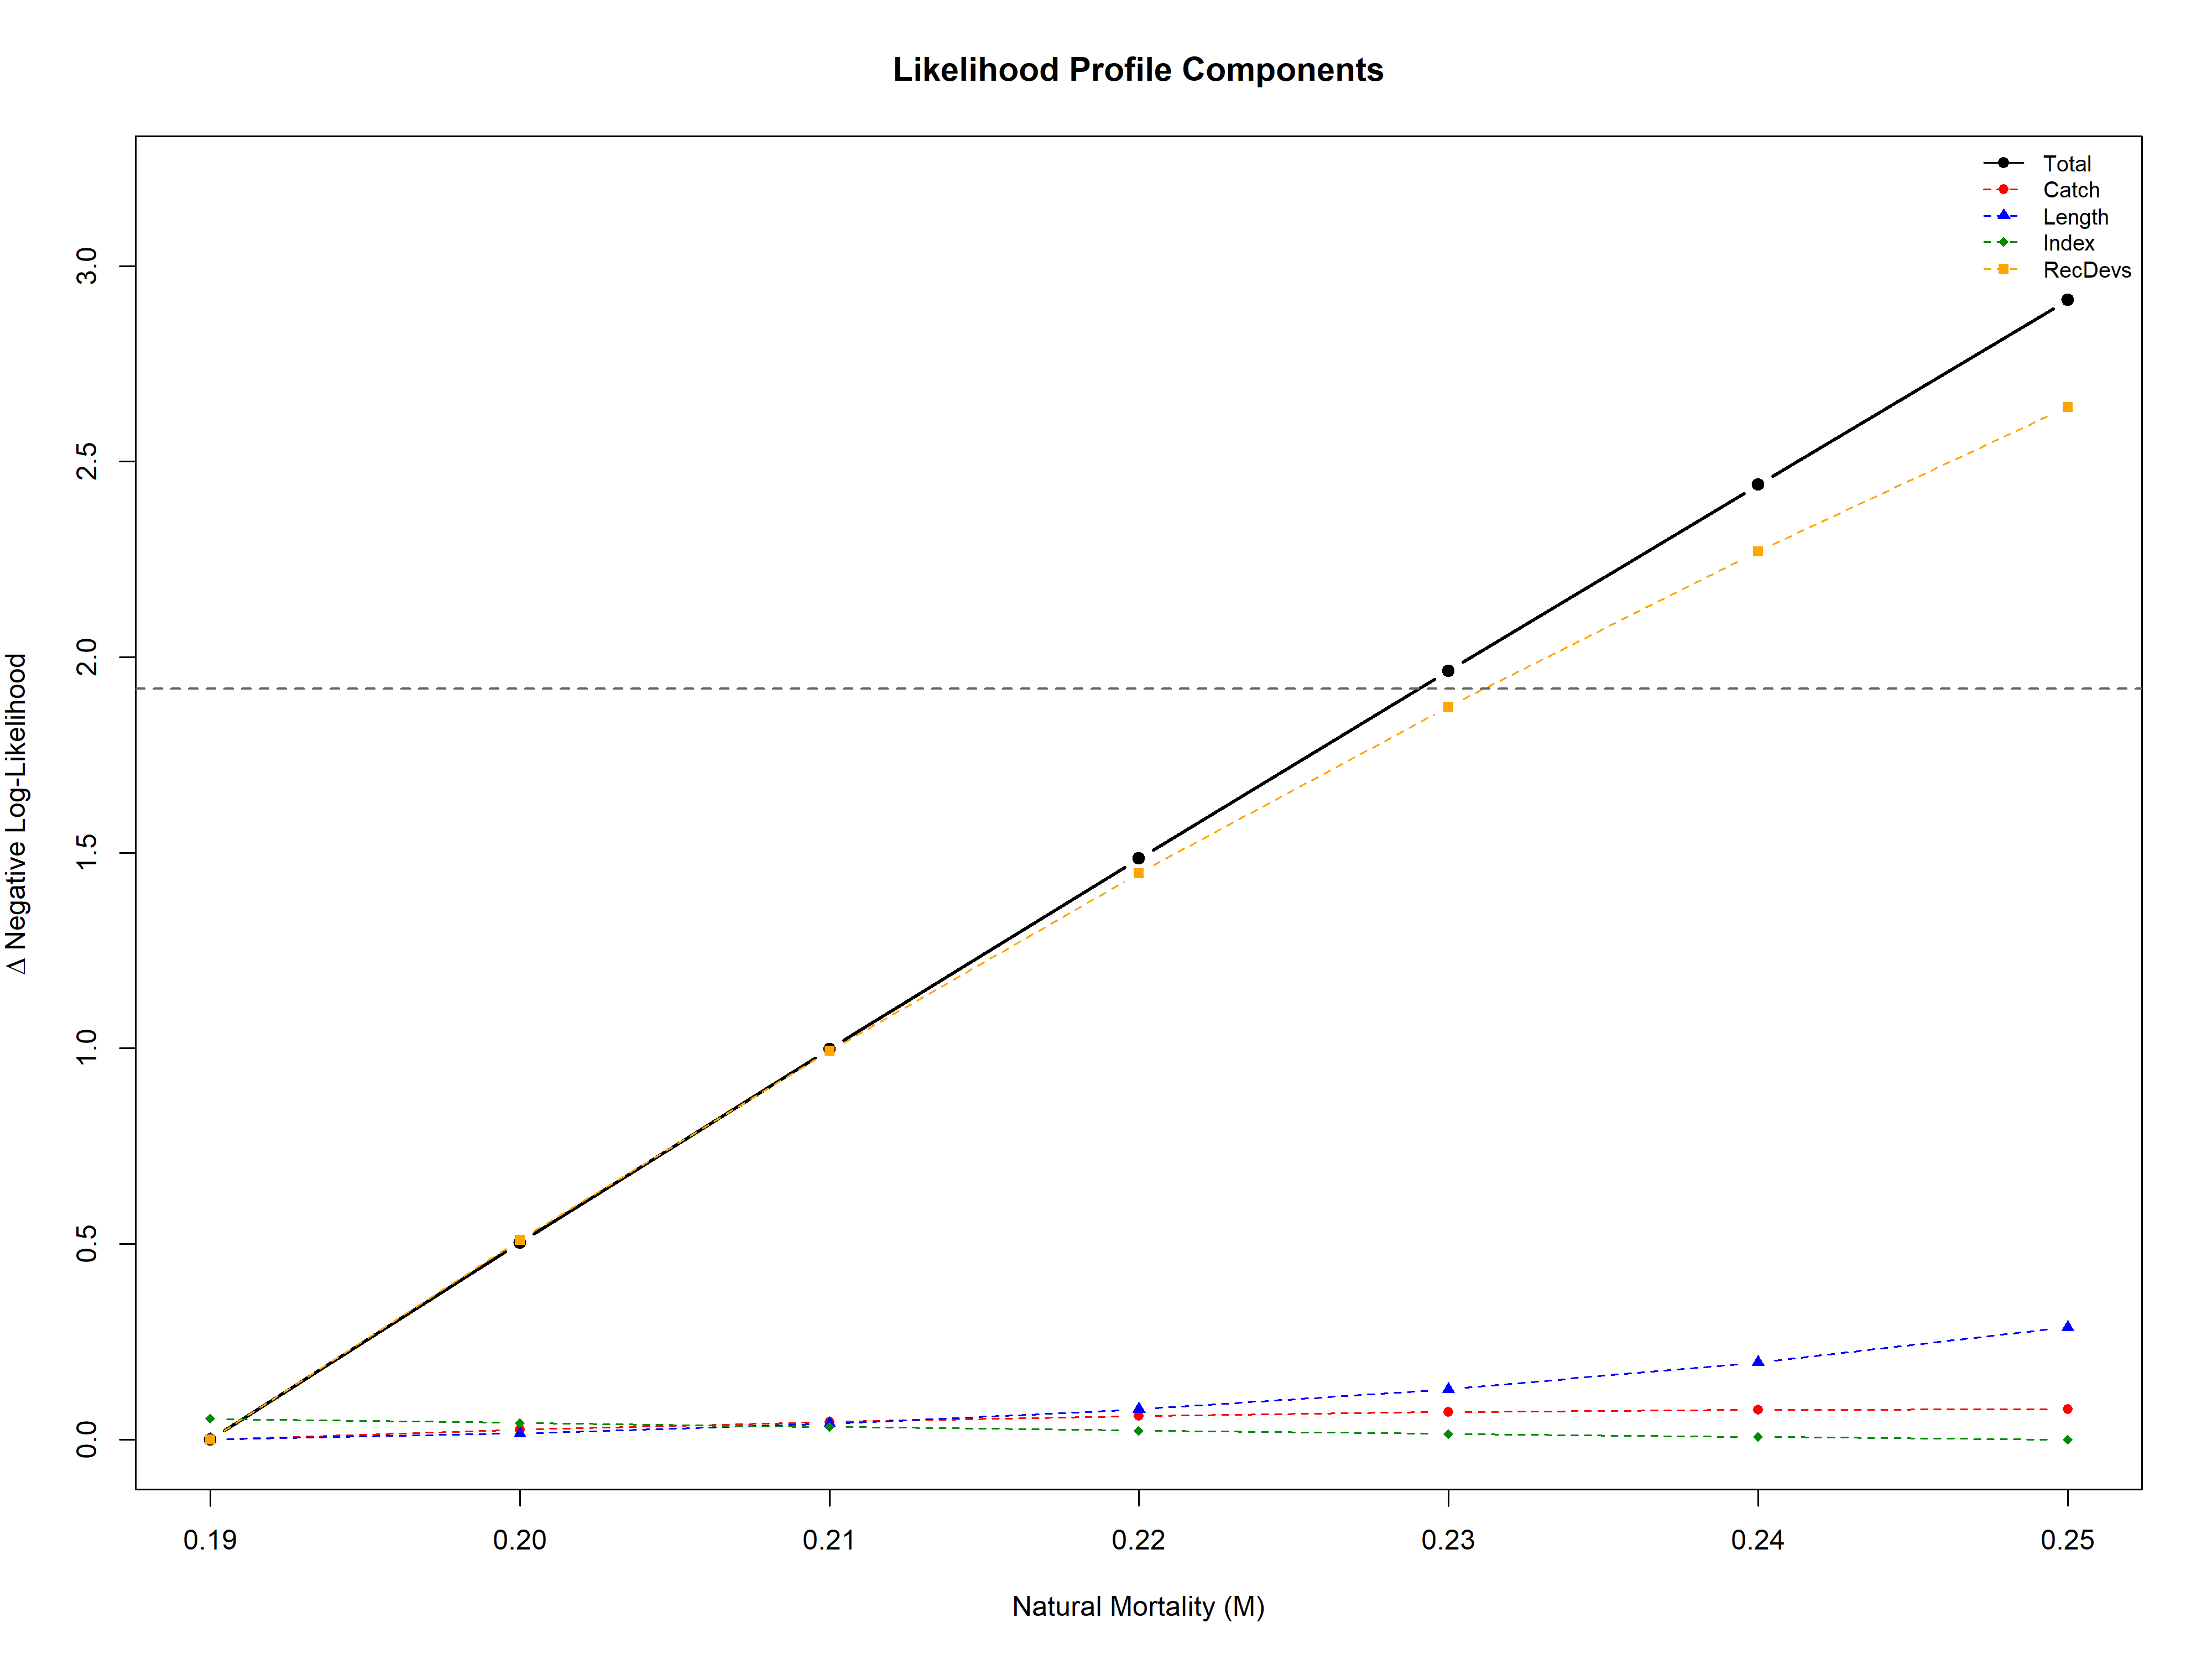 Likelihood Profile Components
Total
Catch
Length
Index
RecDevs
3.0
2.5
2.0
1.5
1.0
0.5
0.0
Δ Negative Log-Likelihood
0.19 0.20 0.21 0.22 0.23 0.24 0.25
Natural Mortality (M)